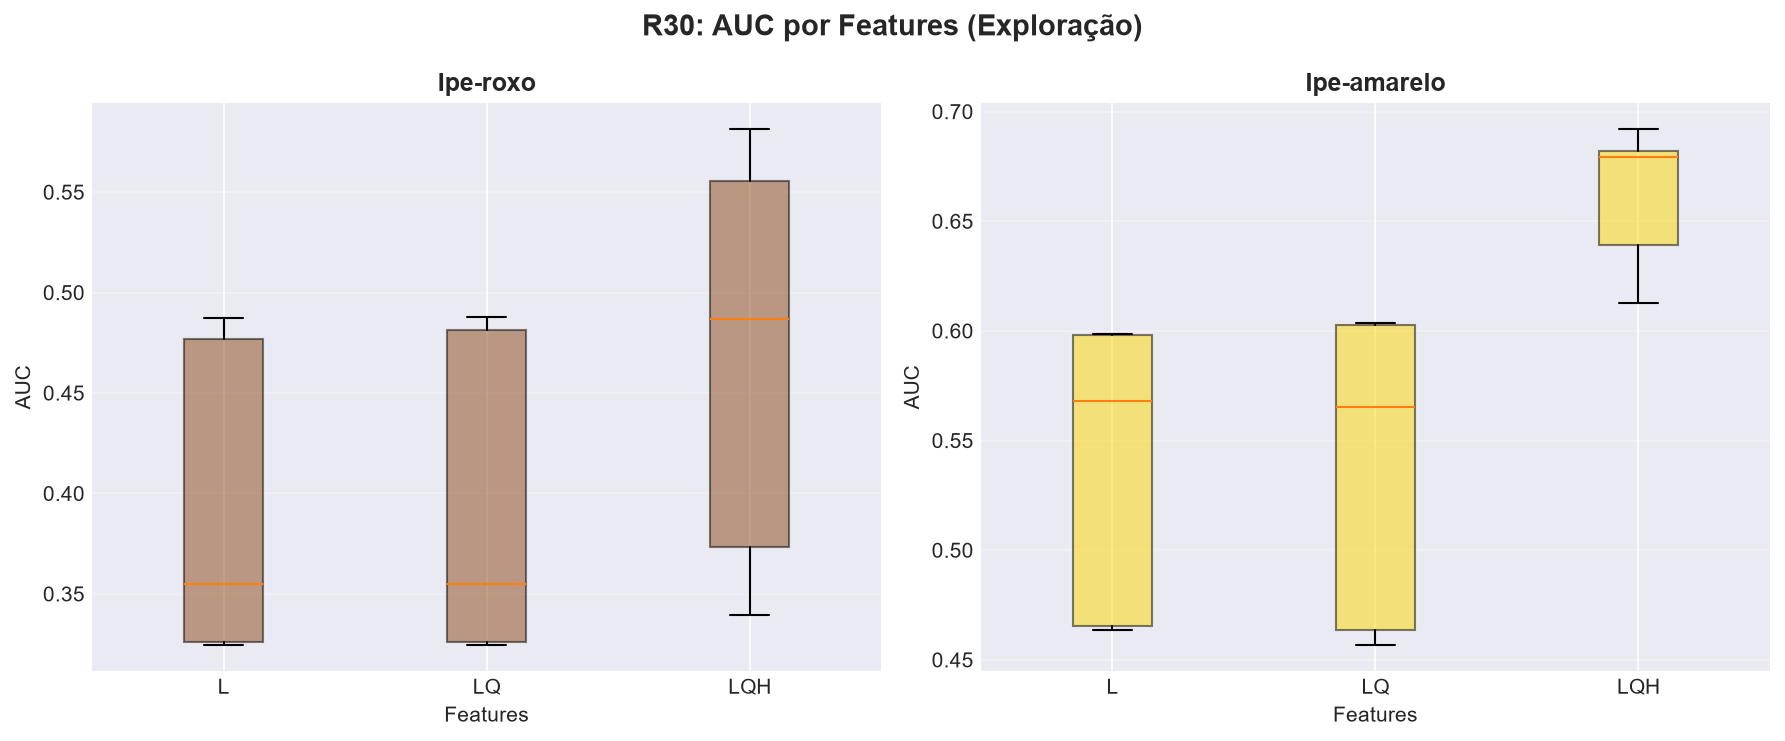 R30: AUC por Features (Exploração)
Ipe-roxo
AUC
0.55
0.50
0.45
0.40
0.35
L
LQ
LQH
Features
Ipe-amarelo
AUC
0.70
0.65
0.60
0.55
0.50
0.45
L
LQ
LQH
Features